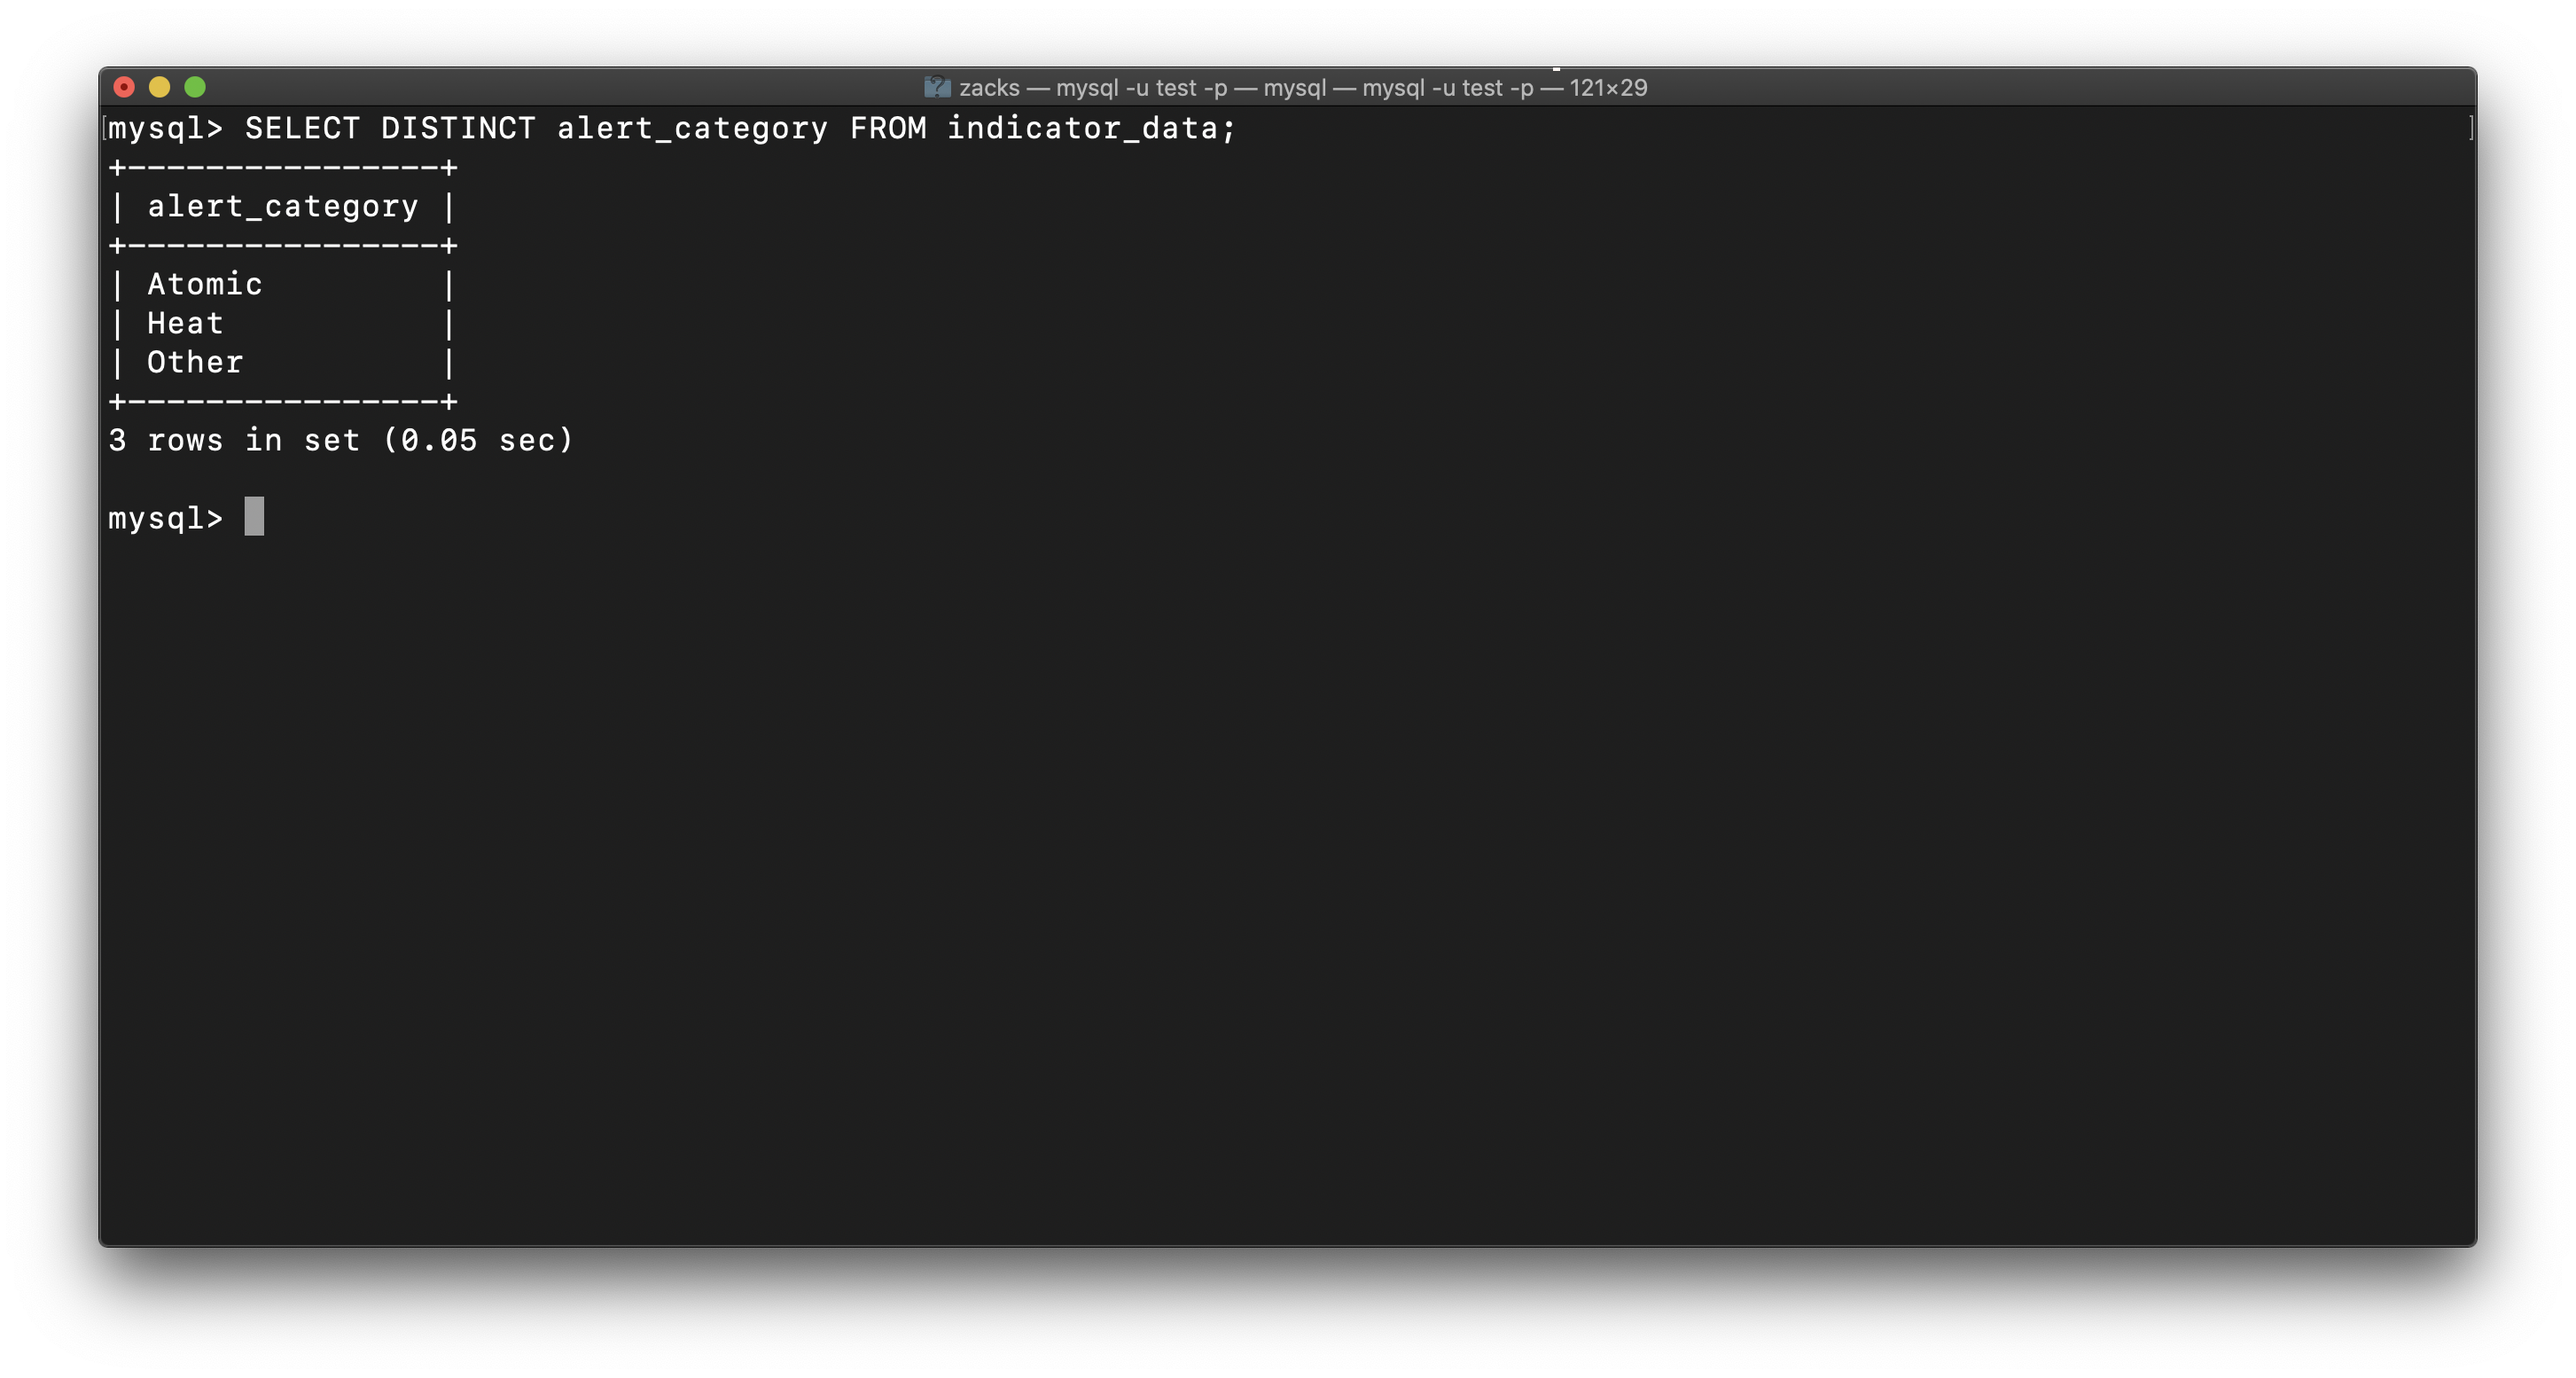 zacks — mysql -u test -p — mysql — mysql -u test -p — 121×29
[mysql> SELECT DISTINCT alert_category FROM indicator_data; ]
+----------------+
| alert_category |
+----------------+
| Atomic         |
| Heat           |
| Other          |
+----------------+
3 rows in set (0.05 sec)
mysql>